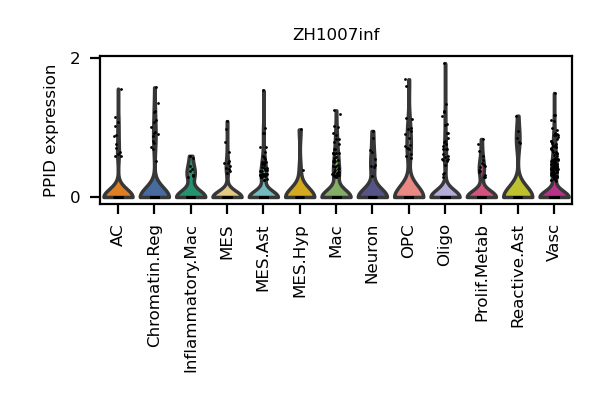 ZH1007inf
PPID expression
2
0
AC
Chromatin.Reg
Inflammatory.Mac
MES
MES.Ast
MES.Hyp
Mac
Neuron
OPC
Oligo
Prolif.Metab
Reactive.Ast
Vasc